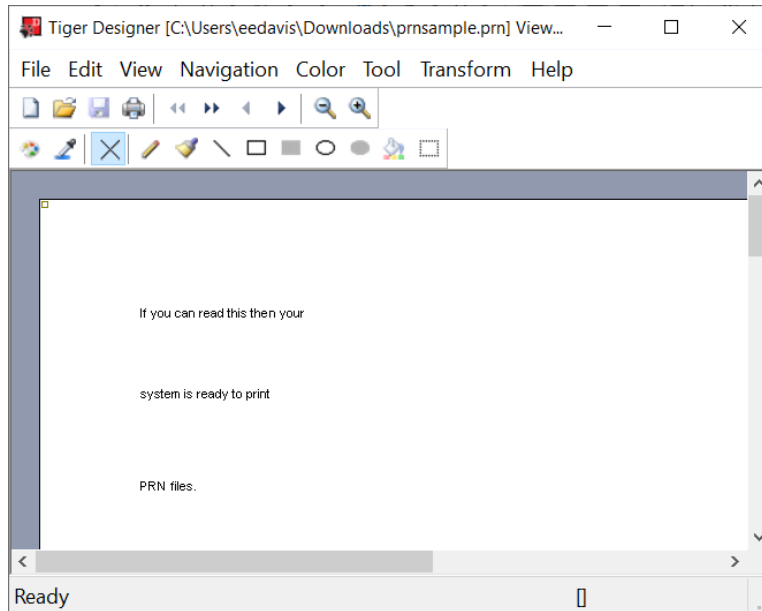 Tiger Designer [C:\Users\eedavis\Downloads\prnsample.prn] View...
File Edit View Navigation Color Tool Transform Help
If you can read this then your
system is ready to print
PRN files.
Ready []